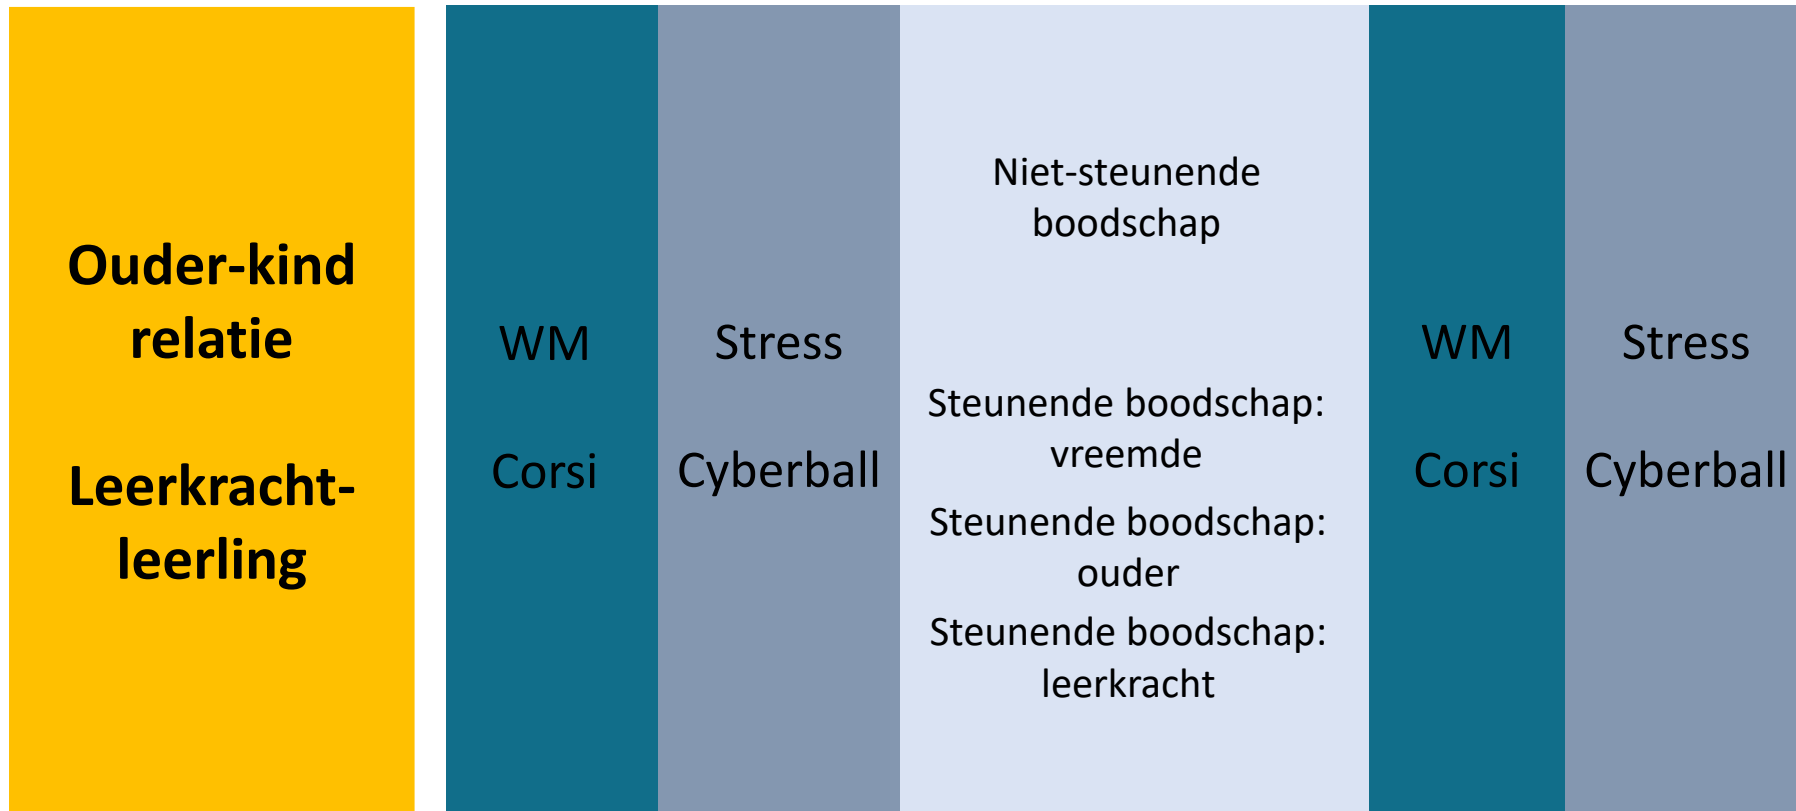 Ouder-kind
relatie
Leerkracht-
leerling
WM
Corsi
Stress
Cyberball
Niet-steunende
boodschap
Steunende boodschap:
vreemde
Steunende boodschap:
ouder
Steunende boodschap:
leerkracht
WM
Corsi
Stress
Cyberball